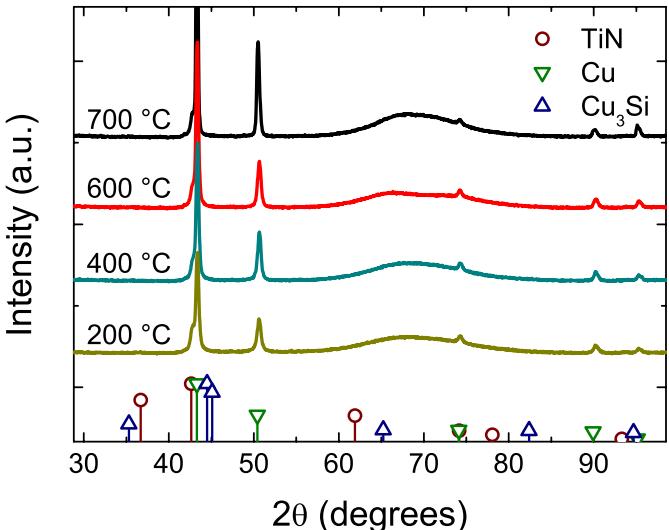 TiN
Cu
Cu3Si
700 °C
600 °C
400 °C
200 °C
Intensity (a.u.)
30 40 50 60 70 80 90
2θ (degrees)